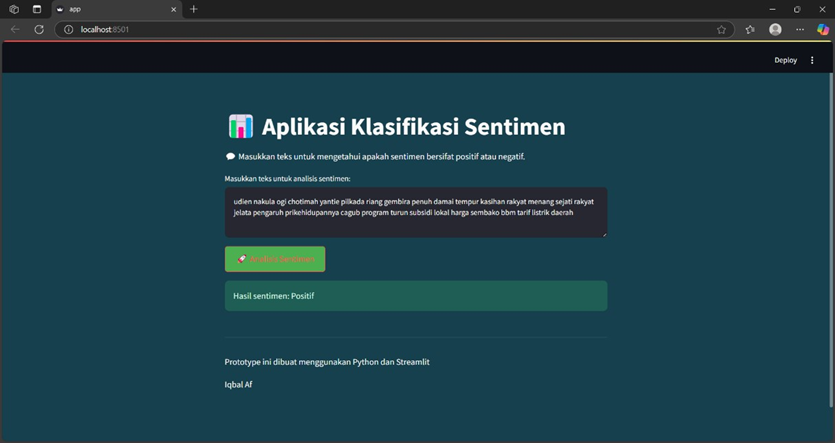 app
localhost:8501
Deploy
Aplikasi Klasifikasi Sentimen
Masukkan teks untuk mengetahui apakah sentimen bersifat positif atau negatif.
Masukkan teks untuk analisis sentimen:
udien nakula ogi chotimah yantie pilkada riang gembira penuh damai tempur kasihan rakyat menang sejati rakyat
jelata pengaruh prikehidupannya cagub program turun subsidi lokal harga sembako bbm tarif listrik daerah
Hasil sentimen: Positif
Prototype ini dibuat menggunakan Python dan Streamlit
Iqbal Af